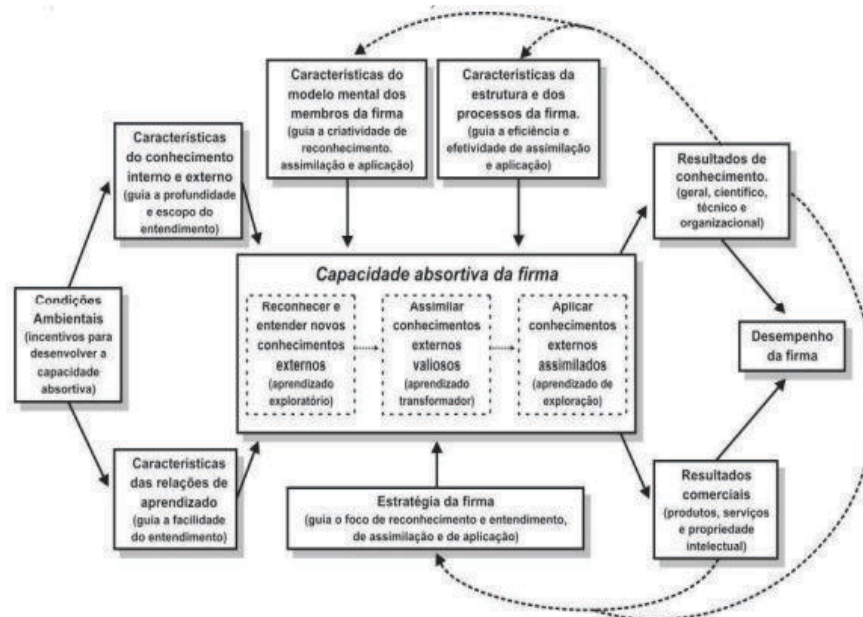 Características do
modelo mental dos
membros da firma
(guia a criatividade de
reconhecimento.
assimilação e aplicação)
Características da
estrutura e dos
processos da firma.
(guia a eficiência e
efetividade de assimilação
e aplicação)
Características
do conhecimento
interno e externo
(guia a profundidade
e escopo do
entendimento)
Resultados de
conhecimento.
(geral, científico,
técnico e
organizacional)
Condições
Ambientais
(incentivos para
desenvolver a
capacidade
absortiva)
Capacidade absortiva da firma
Reconhecer e
entender novos
conhecimentos
externos
(aprendizado
exploratório)
Assimilar
conhecimentos
externos
valiosos
(aprendizado
transformador)
Aplicar
conhecimentos
externos
assimilados
(aprendizado de
exploração)
Desempenho
da firma
Características
das relações de
aprendizado
(guia a facilidade
do entendimento)
Estratégia da firma
(guia o foco de reconhecimento e entendimento,
de assimilação e de aplicação)
Resultados
comerciais
(produtos, serviços
e propriedade
intelectual)